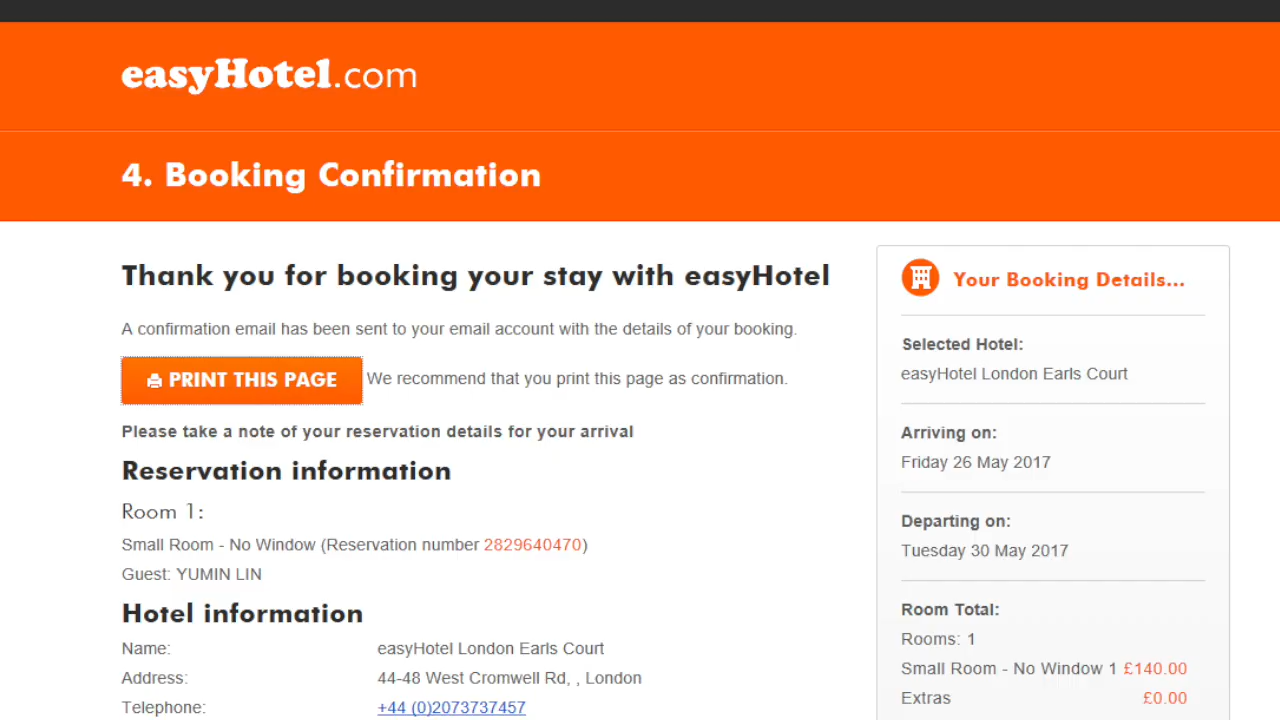 easyHotel.com
4. Booking Confirmation
Thank you for booking your stay with easyHotel
A confirmation email has been sent to your email account with the details of your booking.
PRINT THIS PAGE We recommend that you print this page as confirmation.
Please take a note of your reservation details for your arrival
Reservation information
Room 1:
Small Room - No Window (Reservation number 2829640470)
Guest: YUMIN LIN
Hotel information
Name: easyHotel London Earls Court
Address: 44-48 West Cromwell Rd, , London
Telephone: +44 (0)2073737457
Your Booking Details...
Selected Hotel:
easyHotel London Earls Court
Arriving on:
Friday 26 May 2017
Departing on:
Tuesday 30 May 2017
Room Total:
Rooms: 1
Small Room - No Window 1 £140.00
Extras £0.00